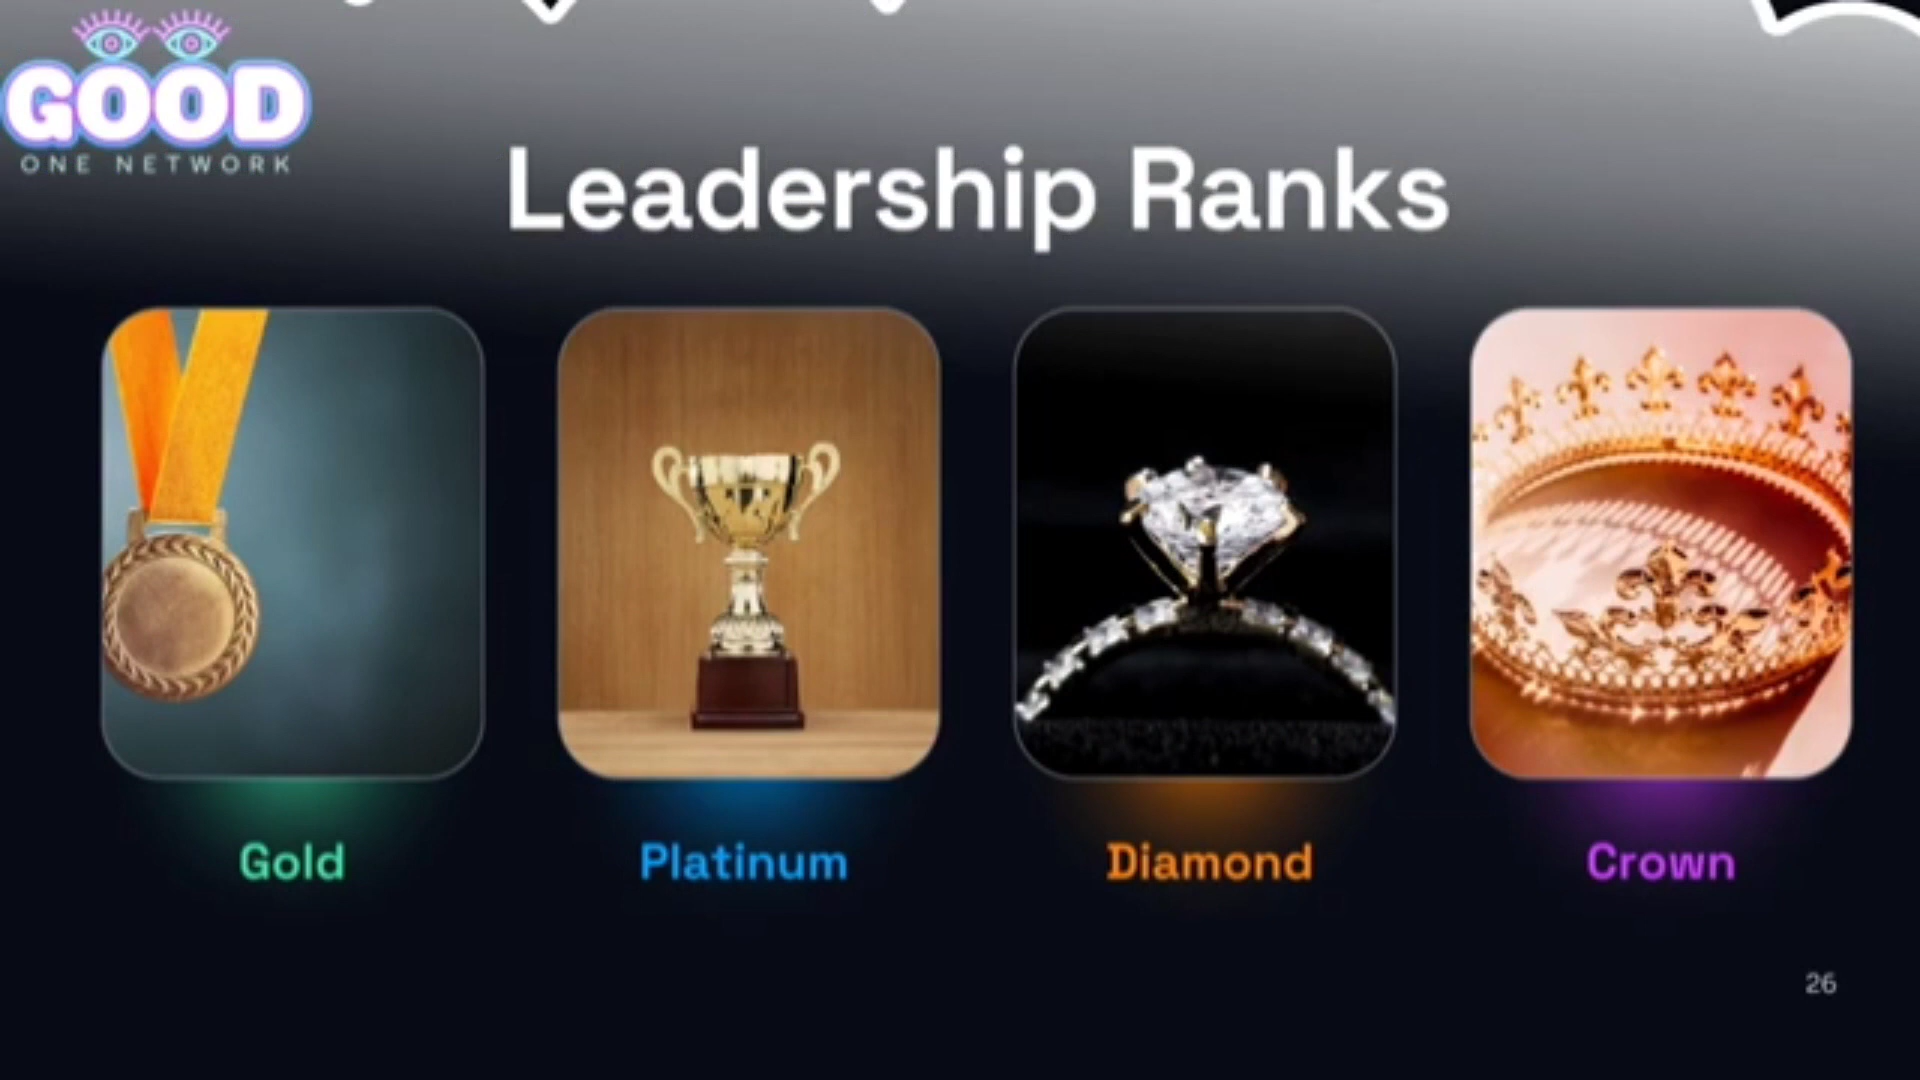 GOOD
ONE NETWORK
Leadership Ranks
Gold
Platinum
Diamond
Crown
26